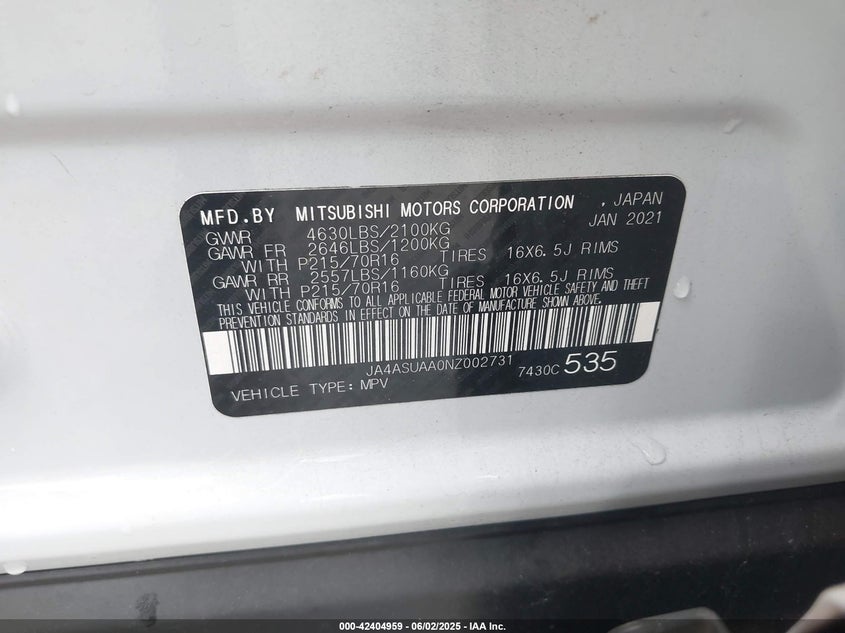 MFD.BY MITSUBISHI MOTORS CORPORATION , JAPAN
JAN 2021
GVWR 4630LBS/2100KG
GAWR FR 2646LBS/1200KG
WITH P215/70R16 TIRES 16X6.5J RIMS
GAWR RR 2557LBS/1160KG
WITH P215/70R16 TIRES 16X6.5J RIMS
THIS VEHICLE CONFORMS TO ALL APPLICABLE FEDERAL MOTOR VEHICLE SAFETY AND THEFT
PREVENTION STANDARDS IN EFFECT ON THE DATE OF MANUFACTURE SHOWN ABOVE.
JA4ASUAA0NZ002731
7430C 535
VEHICLE TYPE: MPV
000-42404959 - 06/02/2025 - IAA Inc.